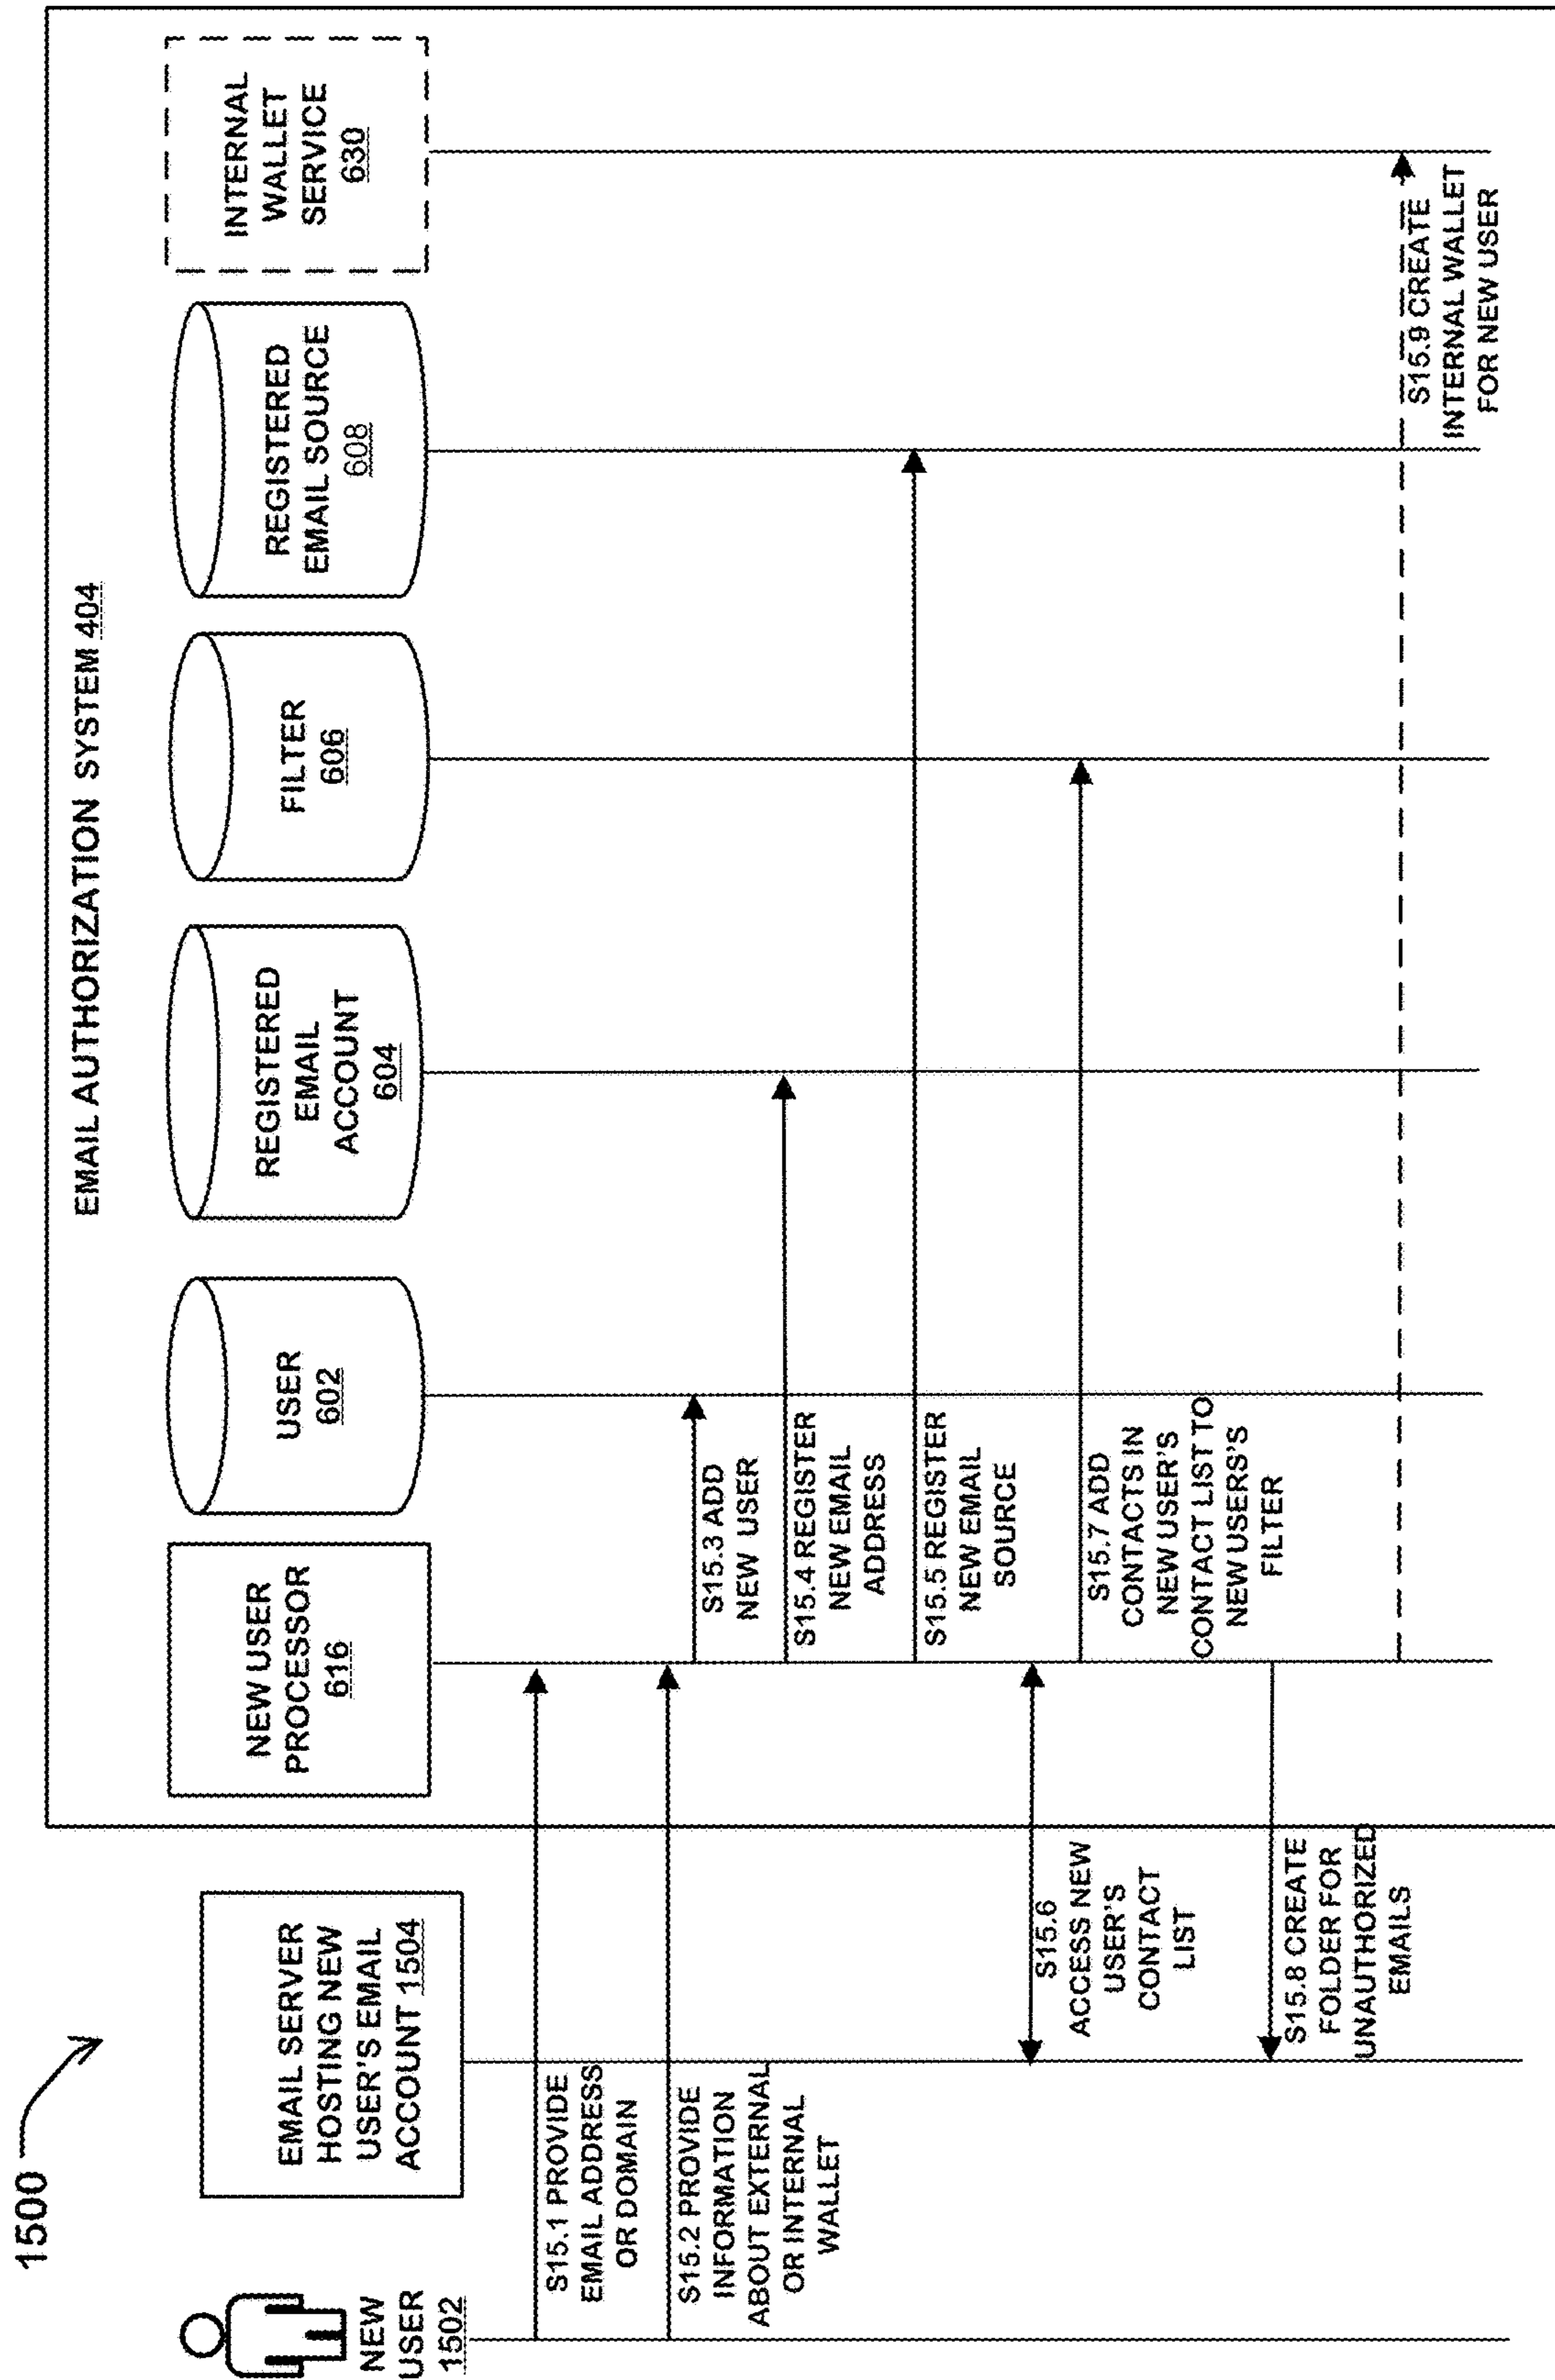 1500
EMAIL AUTHORIZATION SYSTEM 404
NEW
USER
1502
EMAIL SERVER
HOSTING NEW
USER'S EMAIL
ACCOUNT 1504
NEW USER
PROCESSOR
616
USER
602
REGISTERED
EMAIL
ACCOUNT
604
FILTER
606
REGISTERED
EMAIL SOURCE
608
INTERNAL
WALLET
SERVICE
630
S15.1 PROVIDE
EMAIL ADDRESS
OR DOMAIN
S15.2 PROVIDE
INFORMATION
ABOUT EXTERNAL
OR INTERNAL
WALLET
S15.3 ADD
NEW USER
S15.4 REGISTER
NEW EMAIL
ADDRESS
S15.5 REGISTER
NEW EMAIL
SOURCE
S15.6
ACCESS NEW
USER'S
CONTACT
LIST
S15.7 ADD
CONTACTS IN
NEW USER'S
CONTACT LIST TO
NEW USERS'S
FILTER
S15.8 CREATE
FOLDER FOR
UNAUTHORIZED
EMAILS
S15.9 CREATE
INTERNAL WALLET
FOR NEW USER